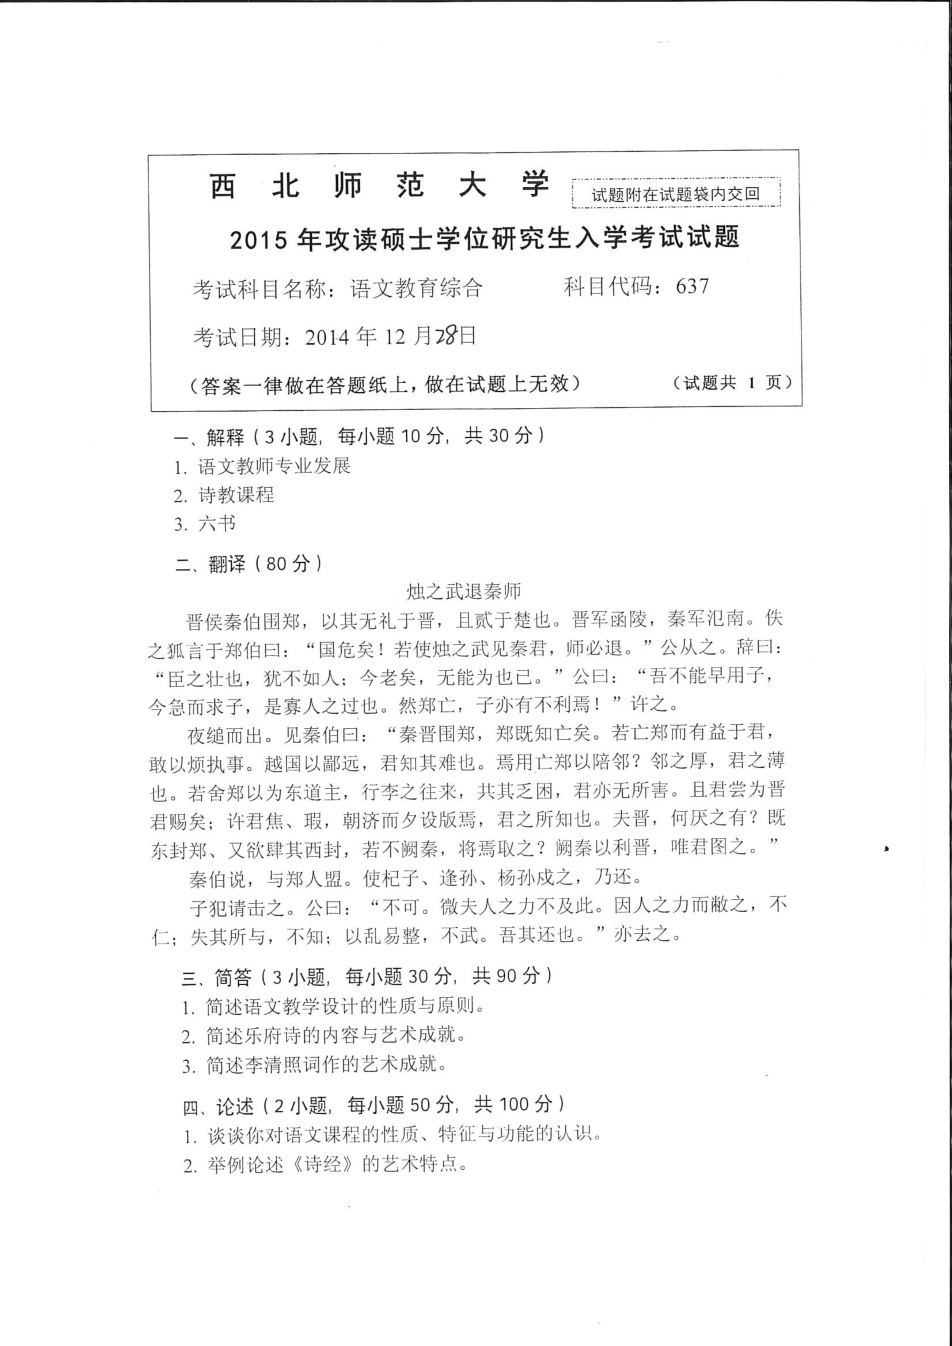 西北师范大学
试题附在试题袋内交回
2015 年攻读硕士学位研究生入学考试试题
考试科目名称：语文教育综合 科目代码：637
考试日期：2014 年 12 月28日
（答案一律做在答题纸上，做在试题上无效） （试题共 1 页）
一、解释（3 小题，每小题 10 分，共 30 分）
1. 语文教师专业发展
2. 诗教课程
3. 六书
二、翻译（80 分）
烛之武退秦师
晋侯秦伯围郑，以其无礼于晋，且贰于楚也。晋军函陵，秦军氾南。佚
之狐言于郑伯曰：“国危矣！若使烛之武见秦君，师必退。”公从之。辞曰：
“臣之壮也，犹不如人；今老矣，无能为也已。”公曰：“吾不能早用子，
今急而求子，是寡人之过也。然郑亡，子亦有不利焉！”许之。
夜缒而出。见秦伯曰：“秦晋围郑，郑既知亡矣。若亡郑而有益于君，
敢以烦执事。越国以鄙远，君知其难也。焉用亡郑以陪邻？邻之厚，君之薄
也。若舍郑以为东道主，行李之往来，共其乏困，君亦无所害。且君尝为晋
君赐矣；许君焦、瑕，朝济而夕设版焉，君之所知也。夫晋，何厌之有？既
东封郑、又欲肆其西封，若不阙秦，将焉取之？阙秦以利晋，唯君图之。”
秦伯说，与郑人盟。使杞子、逢孙、杨孙戍之，乃还。
子犯请击之。公曰：“不可。微夫人之力不及此。因人之力而敝之，不
仁；失其所与，不知；以乱易整，不武。吾其还也。”亦去之。
三、简答（3 小题，每小题 30 分，共 90 分）
1. 简述语文教学设计的性质与原则。
2. 简述乐府诗的内容与艺术成就。
3. 简述李清照词作的艺术成就。
四、论述（2 小题，每小题 50 分，共 100 分）
1. 谈谈你对语文课程的性质、特征与功能的认识。
2. 举例论述《诗经》的艺术特点。